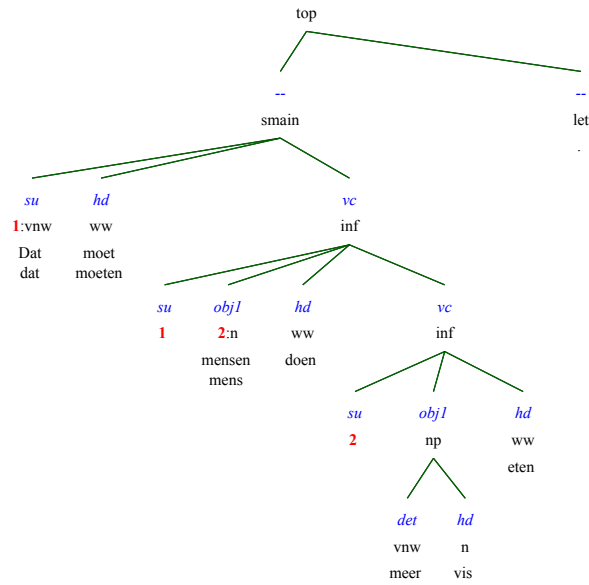 top
-- --
smain let
.
su hd vc
1:vnw ww inf
Dat moet
dat moeten
su obj1 hd vc
1 2:n ww inf
mensen doen
mens
su obj1 hd
2 np ww
eten
det hd
vnw n
meer vis